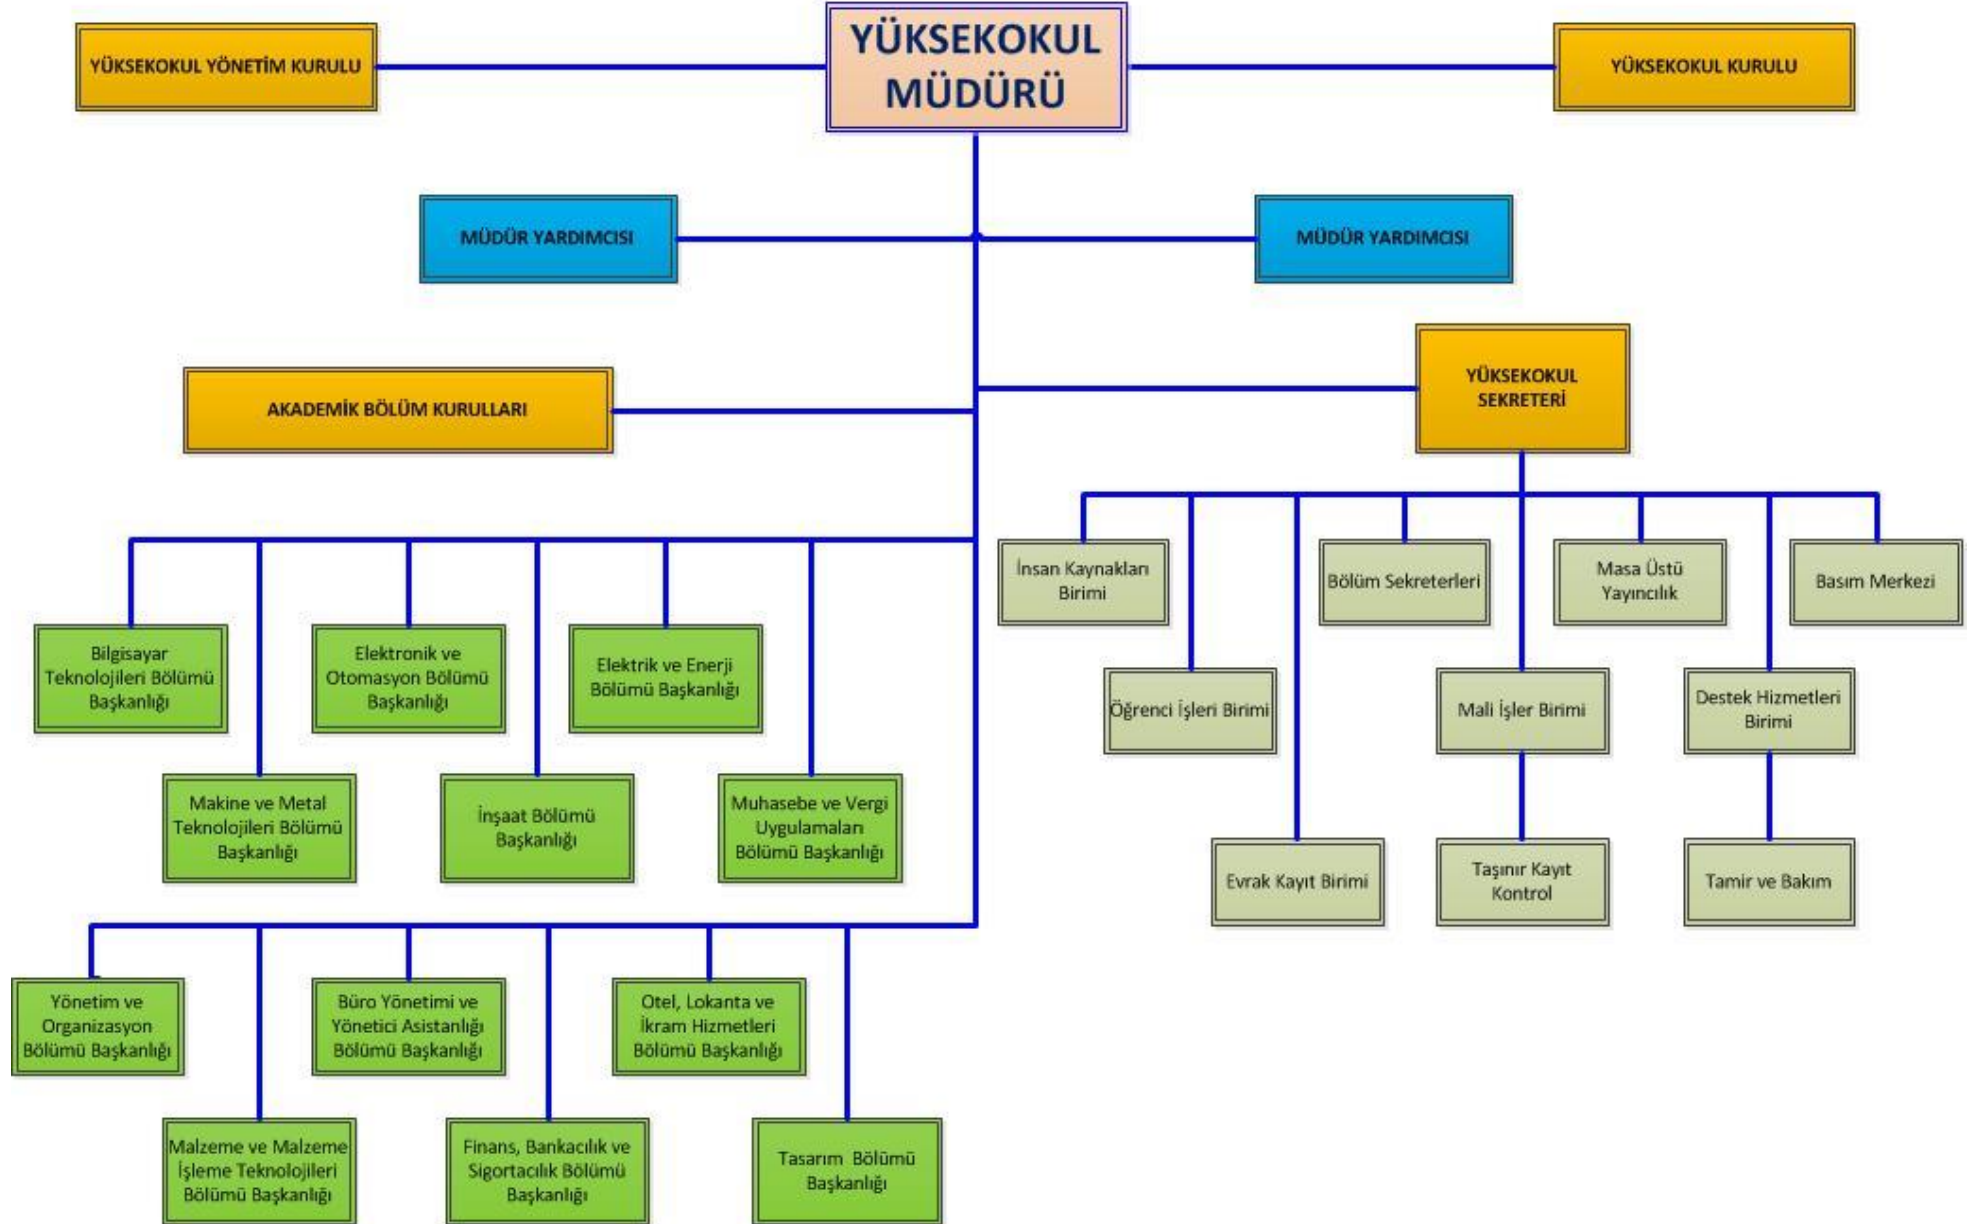 YÜKSEKOKUL
MÜDÜRÜ
YÜKSEKOKUL YÖNETİM KURULU
YÜKSEKOKUL KURULU
MÜDÜR YARDIMCISI
MÜDÜR YARDIMCISI
AKADEMİK BÖLÜM KURULLARI
YÜKSEKOKUL
SEKRETERİ
İnsan Kaynakları
Birimi
Bölüm Sekreterleri
Masa Üstü
Yayıncılık
Basım Merkezi
Öğrenci İşleri Birimi
Mali İşler Birimi
Destek Hizmetleri
Birimi
Evrak Kayıt Birimi
Taşınır Kayıt
Kontrol
Tamir ve Bakım
Bilgisayar
Teknolojileri Bölümü
Başkanlığı
Elektronik ve
Otomasyon Bölümü
Başkanlığı
Elektrik ve Enerji
Bölümü Başkanlığı
Makine ve Metal
Teknolojileri Bölümü
Başkanlığı
İnşaat Bölümü
Başkanlığı
Muhasebe ve Vergi
Uygulamaları
Bölümü Başkanlığı
Yönetim ve
Organizasyon
Bölümü Başkanlığı
Büro Yönetimi ve
Yönetici Asistanlığı
Bölümü Başkanlığı
Otel, Lokanta ve
İkram Hizmetleri
Bölümü Başkanlığı
Malzeme ve Malzeme
İşleme Teknolojileri
Bölümü Başkanlığı
Finans, Bankacılık ve
Sigortacılık Bölümü
Başkanlığı
Tasarım Bölümü
Başkanlığı